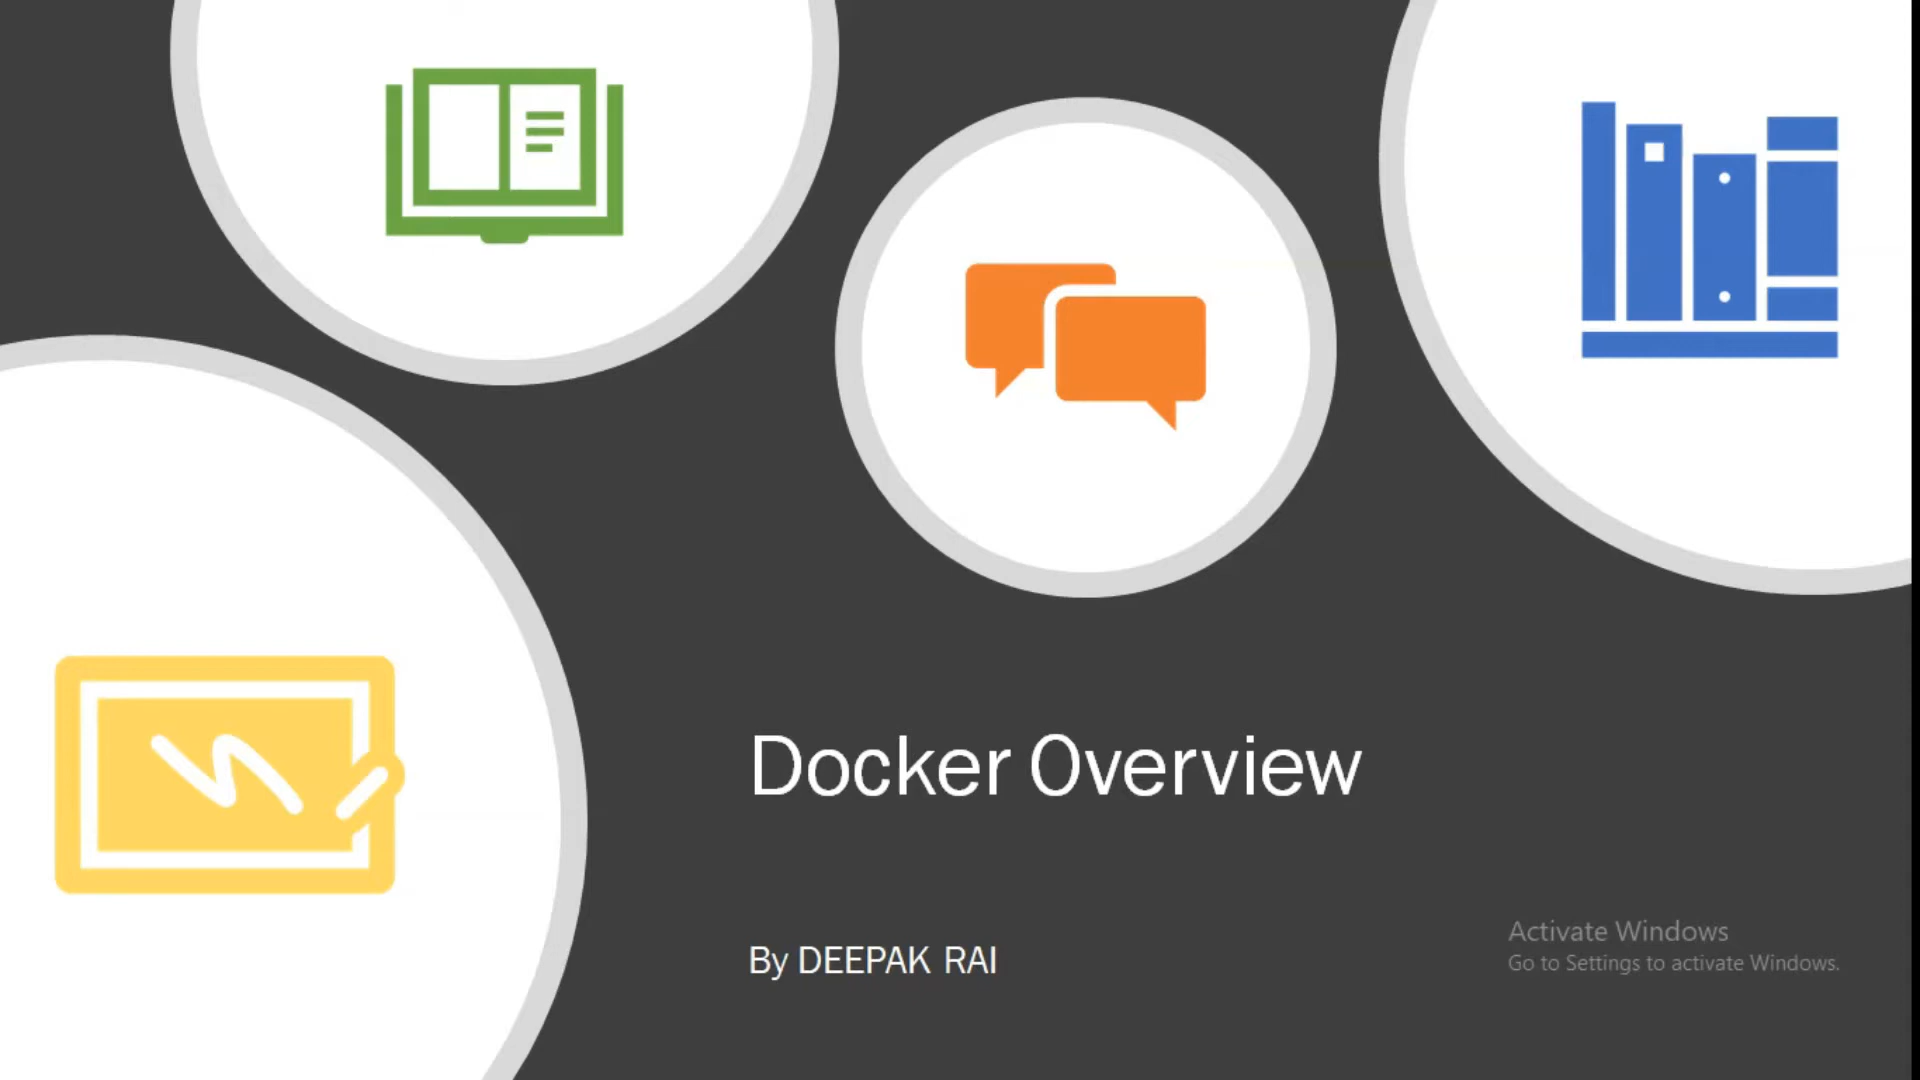 Docker Overview
By DEEPAK RAI
Activate Windows
Go to Settings to activate Windows.